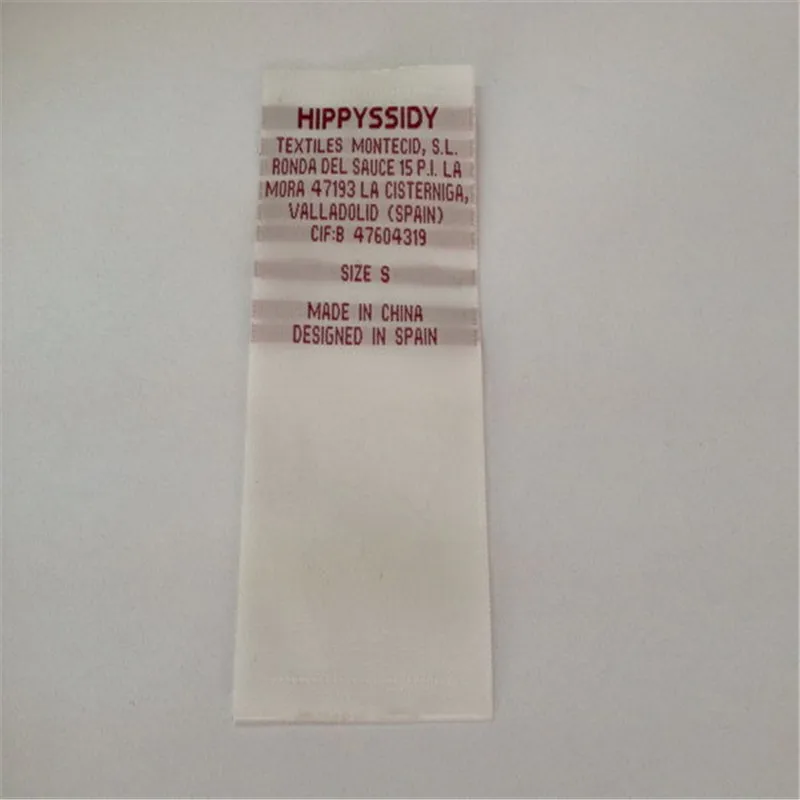 HIPPYSSIDY
TEXTILES MONTECID, S.L.
RONDA DEL SAUCE 15 P.I. LA
MORA 47193 LA CISTERNIGA,
VALLADOLID (SPAIN)
CIF:B 47604319
SIZE S
MADE IN CHINA
DESIGNED IN SPAIN